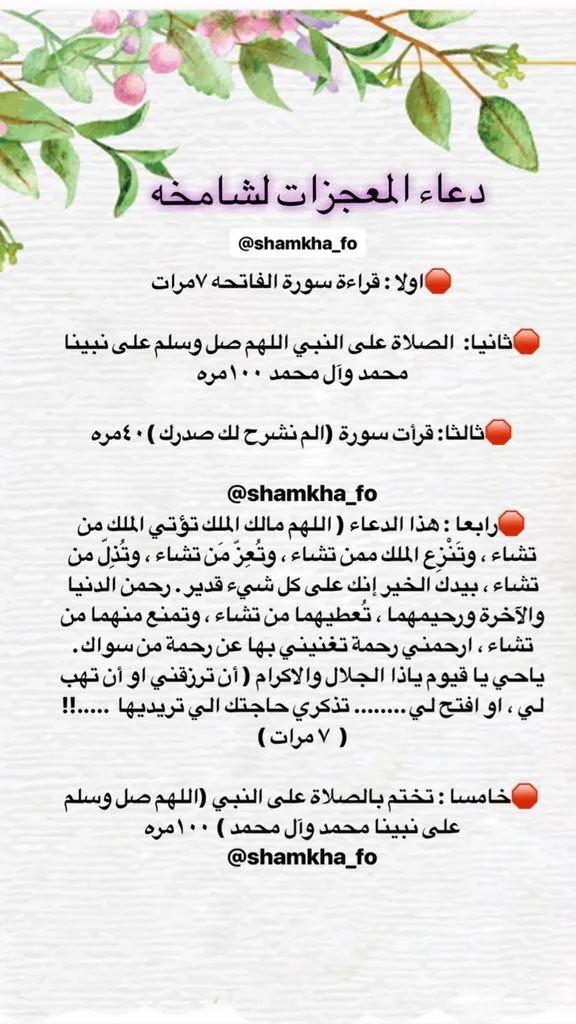 دعاء المعجزات لشامخه
@shamkha_fo
🛑اولا : قراءة سورة الفاتحه ٧مرات
🛑ثانيا: الصلاة على النبي اللهم صل وسلم على نبينا
محمد وآل محمد ١٠٠مره
🛑ثالثا: قرأت سورة (الم نشرح لك صدرك )٤٠مره
@shamkha_fo
🛑رابعا : هذا الدعاء ( اللهم مالك الملك تؤتي الملك من
تشاء ، وتَنْزِع الملك ممن تشاء ، وتُعِزّ مَن تشاء ، وتُذِلّ من
تشاء ، بيدك الخير إنك على كل شيء قدير . رحمن الدنيا
والآخرة ورحيمهما ، تُعطيهما من تشاء ، وتمنع منهما من
تشاء ، ارحمني رحمة تغنيني بها عن رحمة من سواك .
ياحي يا قيوم ياذا الجلال والاكرام ( أن ترزقني او أن تهب
لي ، او افتح لي ........ تذكري حاجتك الي تريديها .....!!
( ٧ مرات )
🛑خامسا : تختم بالصلاة على النبي (اللهم صل وسلم
على نبينا محمد وآل محمد ) ١٠٠مره
@shamkha_fo